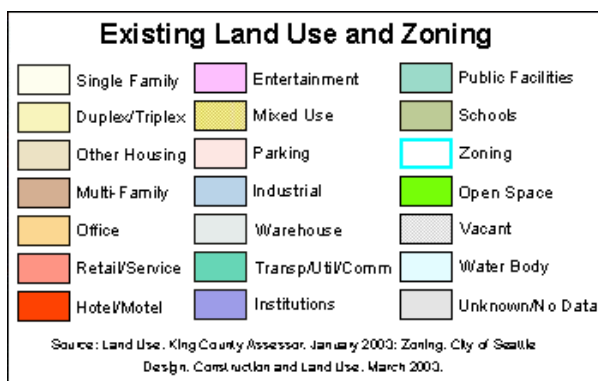 Existing Land Use and Zoning
Single Family
Duplex/Triplex
Other Housing
Multi-Family
Office
Retail/Service
Hotel/Motel
Entertainment
Mixed Use
Parking
Industrial
Warehouse
Transp/Util/Comm
Institutions
Public Facilities
Schools
Zoning
Open Space
Vacant
Water Body
Unknown/No Data
Source: Land Use, King County Assessor, January 2003; Zoning, City of Seattle
Design, Construction and Land Use, March 2003.